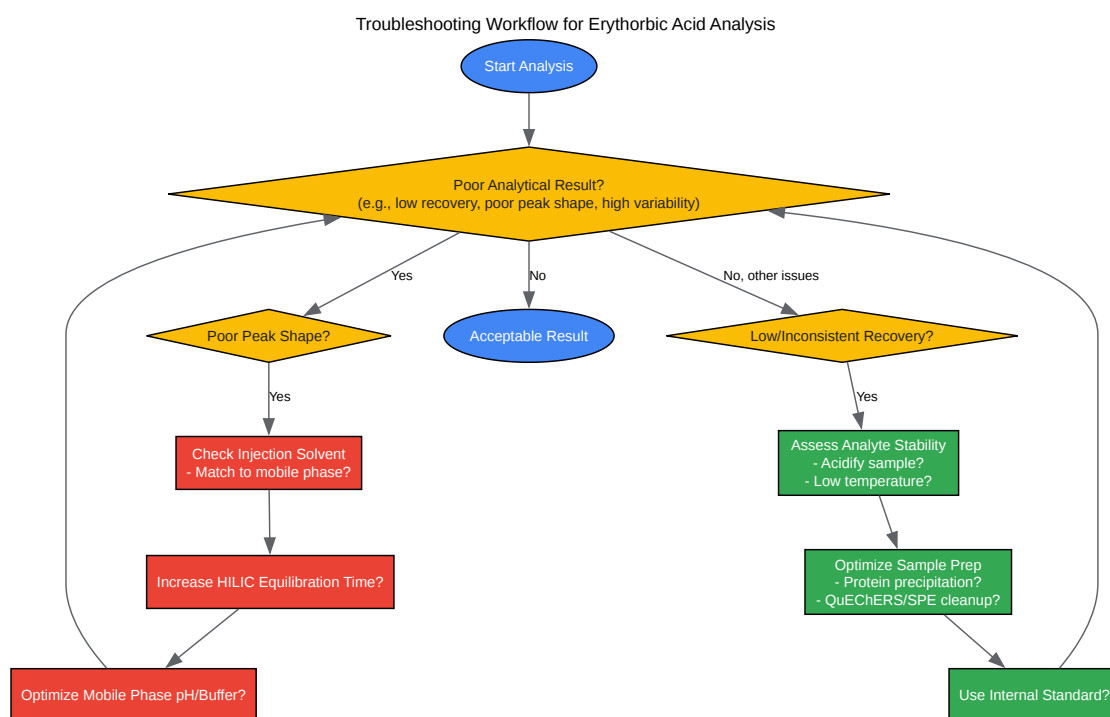 Troubleshooting Workflow for Erythorbic Acid Analysis
Start Analysis
Poor Analytical Result?
(e.g., low recovery, poor peak shape, high variability)
Yes
No
No, other issues
Poor Peak Shape?
Acceptable Result
Low/Inconsistent Recovery?
Yes
Yes
Check Injection Solvent
- Match to mobile phase?
Assess Analyte Stability
- Acidify sample?
- Low temperature?
Increase HILIC Equilibration Time?
Optimize Sample Prep
- Protein precipitation?
- QuEChERS/SPE cleanup?
Optimize Mobile Phase pH/Buffer?
Use Internal Standard?